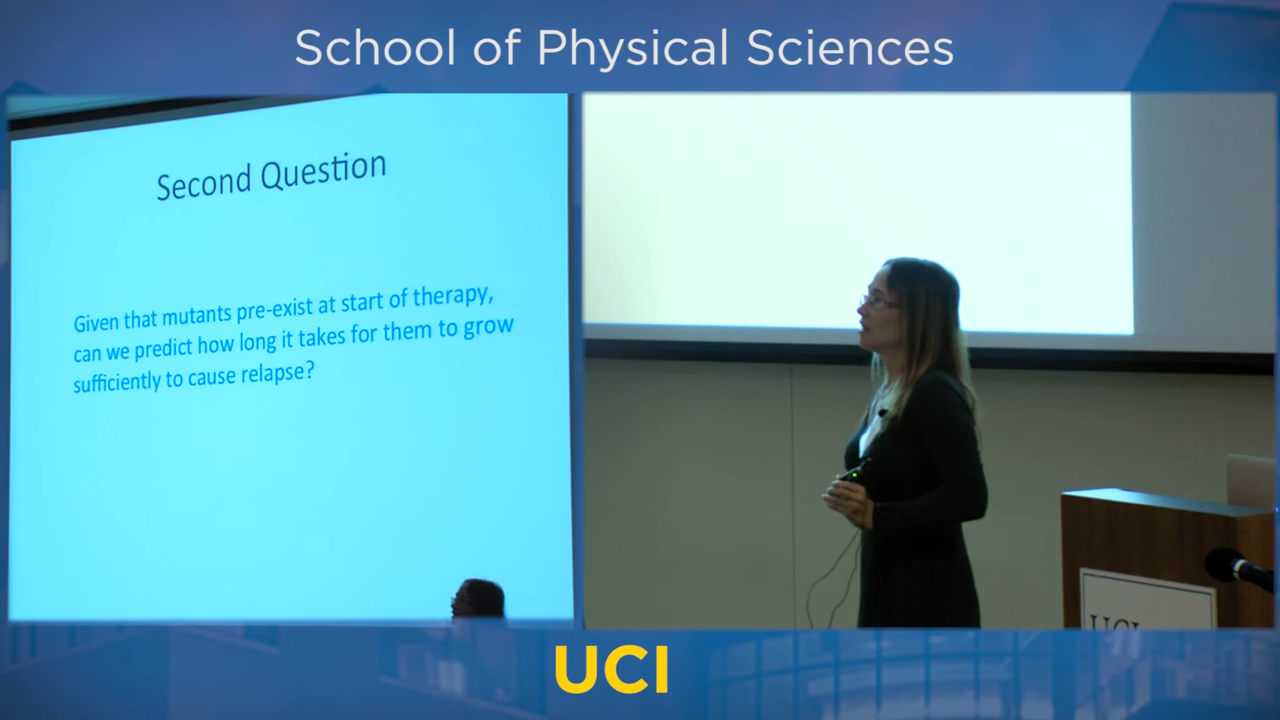 School of Physical Sciences
Second Question
Given that mutants pre-exist at start of therapy,
can we predict how long it takes for them to grow
sufficiently to cause relapse?
UCI
UCI